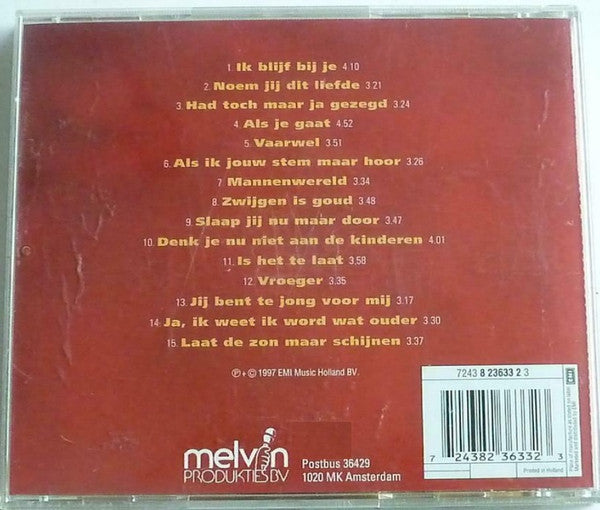 1. Ik blijf bij je 4.10
2. Noem jij dit liefde 3.21
3. Had toch maar ja gezegd 3.24
4. Als je gaat 4.52
5. Vaarwel 3.51
6. Als ik jouw stem maar hoor 3.26
7. Mannenwereld 3.34
8. Zwijgen is goud 3.48
9. Slaap jij nu maar door 3.47
10. Denk je nu niet aan de kinderen 4.01
11. Is het te laat 3.58
12. Vroeger 3.35
13. Jij bent te jong voor mij 3.17
14. Ja, ik weet ik word wat ouder 3.30
15. Laat de zon maar schijnen 3.37
℗ + © 1997 EMI Music Holland BV.
melvin
PRODUKTIES BV
Postbus 36429
1020 MK Amsterdam
7243 8 23633 2 3
7 24382 36332 3
Printed in Holland
EMI